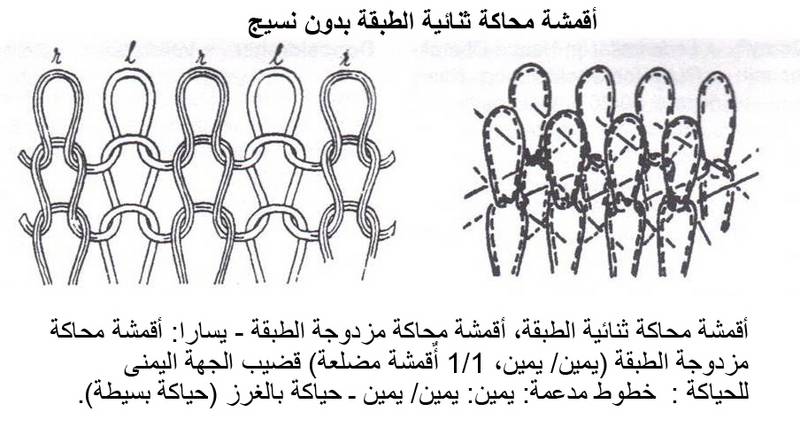 أقمشة محاكة ثنائية الطبقة بدون نسيج
r l r l r
أقمشة محاكة ثنائية الطبقة، أقمشة محاكة مزدوجة الطبقة - يسارا: أقمشة محاكة
مزدوجة الطبقة (يمين/ يمين، 1/1 أقمشة مضلعة) قضيب الجهة اليمنى
للحياكة : خطوط مدعمة: يمين: يمين/ يمين ـ حياكة بالغرز (حياكة بسيطة).